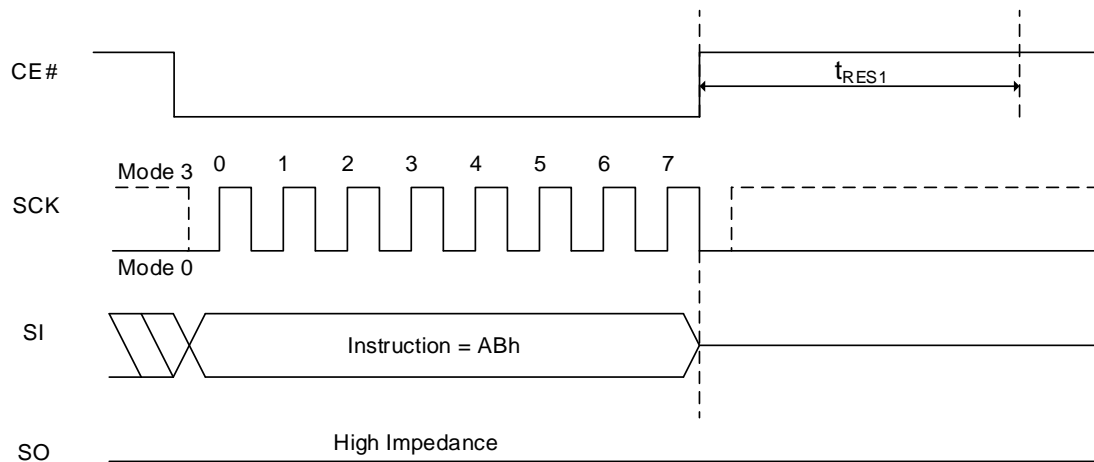 CE#
tRES1
Mode 3
0 1 2 3 4 5 6 7
SCK
Mode 0
SI
Instruction = ABh
SO
High Impedance